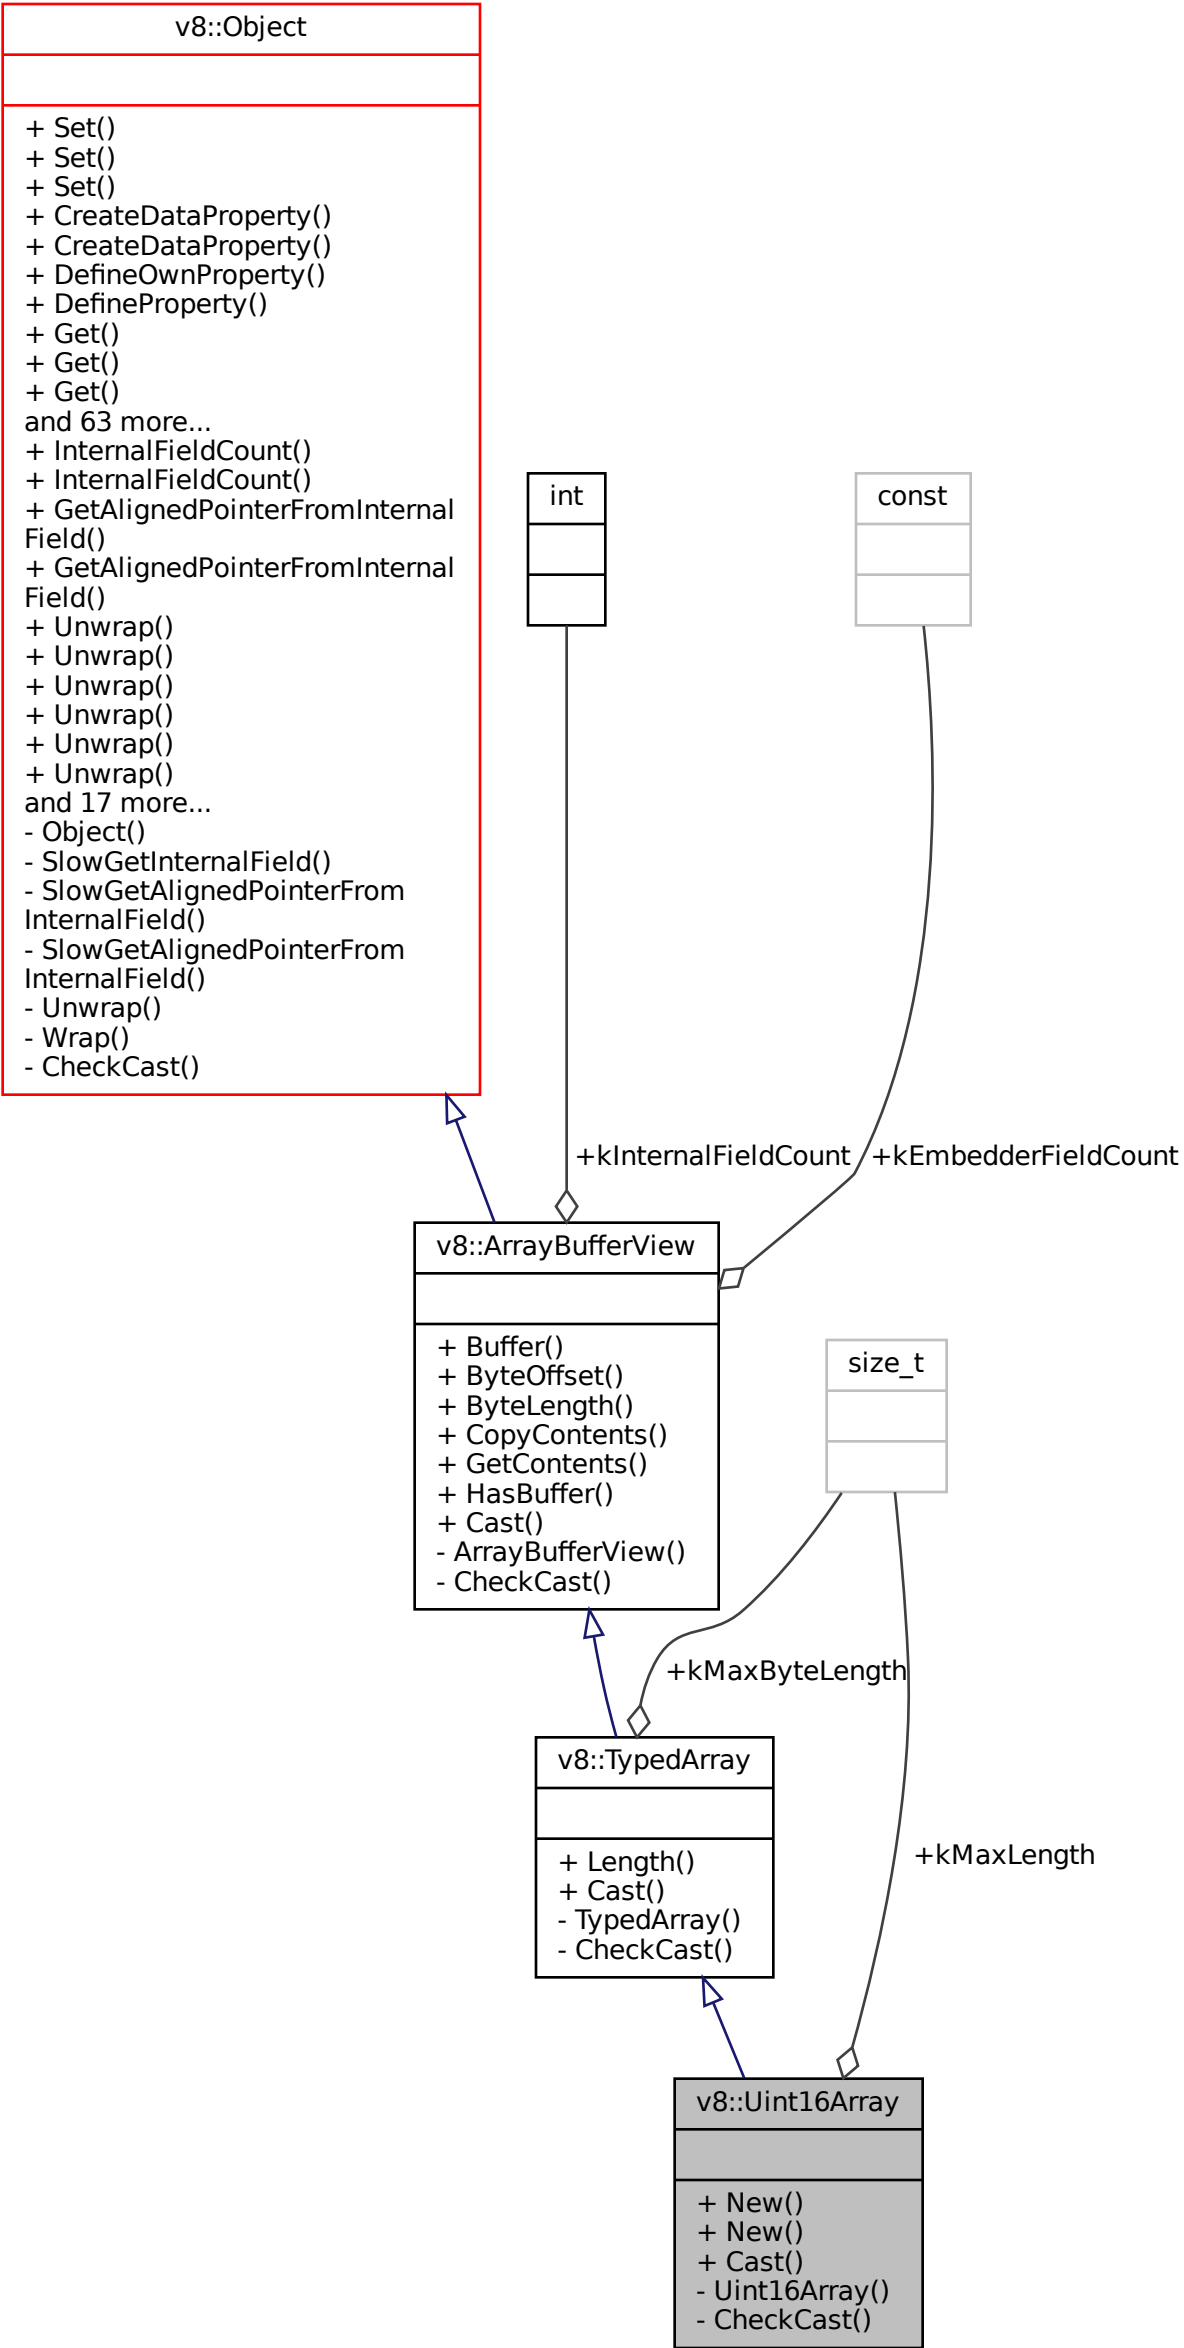 v8::Object
+ Set()
+ Set()
+ Set()
+ CreateDataProperty()
+ CreateDataProperty()
+ DefineOwnProperty()
+ DefineProperty()
+ Get()
+ Get()
+ Get()
and 63 more...
+ InternalFieldCount()
+ InternalFieldCount()
+ GetAlignedPointerFromInternal
Field()
+ GetAlignedPointerFromInternal
Field()
+ Unwrap()
+ Unwrap()
+ Unwrap()
+ Unwrap()
+ Unwrap()
+ Unwrap()
and 17 more...
- Object()
- SlowGetInternalField()
- SlowGetAlignedPointerFrom
InternalField()
- SlowGetAlignedPointerFrom
InternalField()
- Unwrap()
- Wrap()
- CheckCast()
int
const
+kInternalFieldCount
+kEmbedderFieldCount
v8::ArrayBufferView
+ Buffer()
+ ByteOffset()
+ ByteLength()
+ CopyContents()
+ GetContents()
+ HasBuffer()
+ Cast()
- ArrayBufferView()
- CheckCast()
size_t
+kMaxByteLength
v8::TypedArray
+ Length()
+ Cast()
- TypedArray()
- CheckCast()
+kMaxLength
v8::Uint16Array
+ New()
+ New()
+ Cast()
- Uint16Array()
- CheckCast()